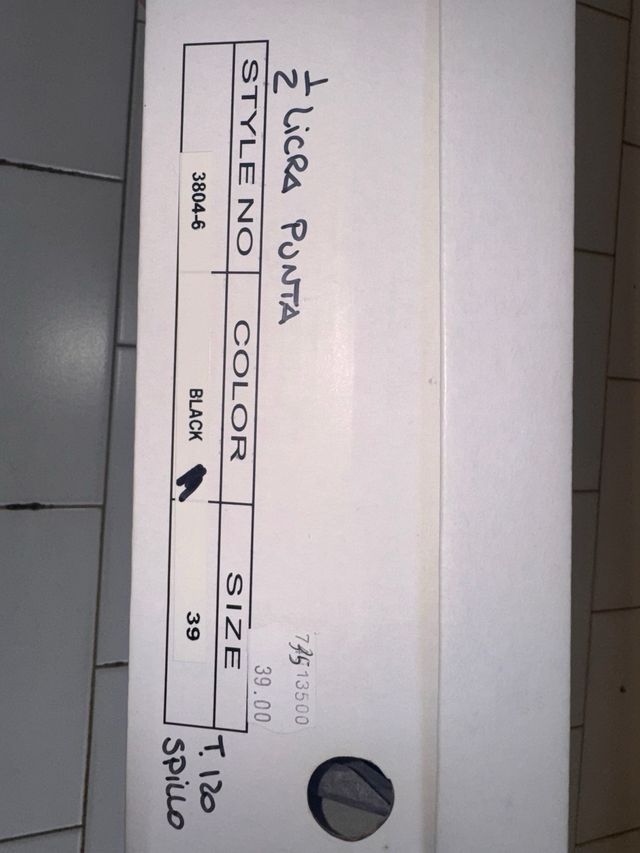 ½ LICRA PUNTA
STYLE NO COLOR SIZE
3804-6 BLACK 39
13500
39.00
T. 120
SPILLO